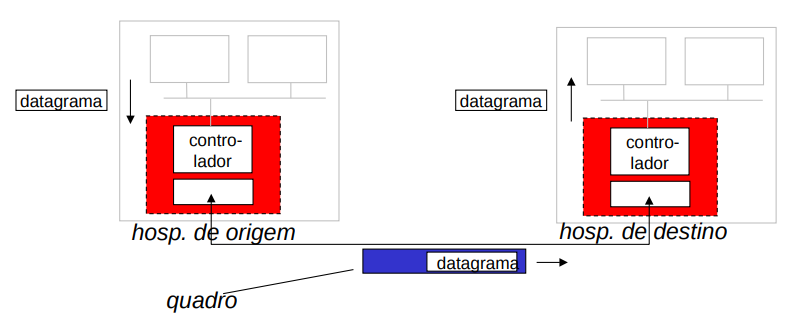 datagrama
contro-
lador
hosp. de origem
datagrama
contro-
lador
hosp. de destino
datagrama
quadro